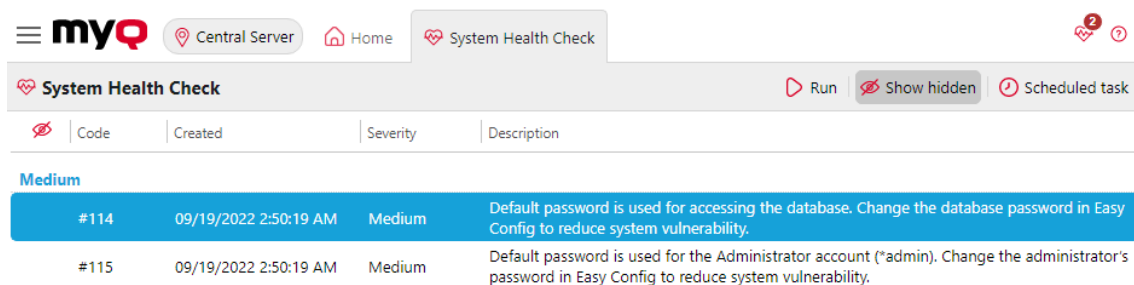 myQ Central Server Home System Health Check 2
System Health Check Run Show hidden Scheduled task
Code Created Severity Description
Medium
#114 09/19/2022 2:50:19 AM Medium Default password is used for accessing the database. Change the database password in Easy
Config to reduce system vulnerability.
#115 09/19/2022 2:50:19 AM Medium Default password is used for the Administrator account (*admin). Change the administrator's
password in Easy Config to reduce system vulnerability.